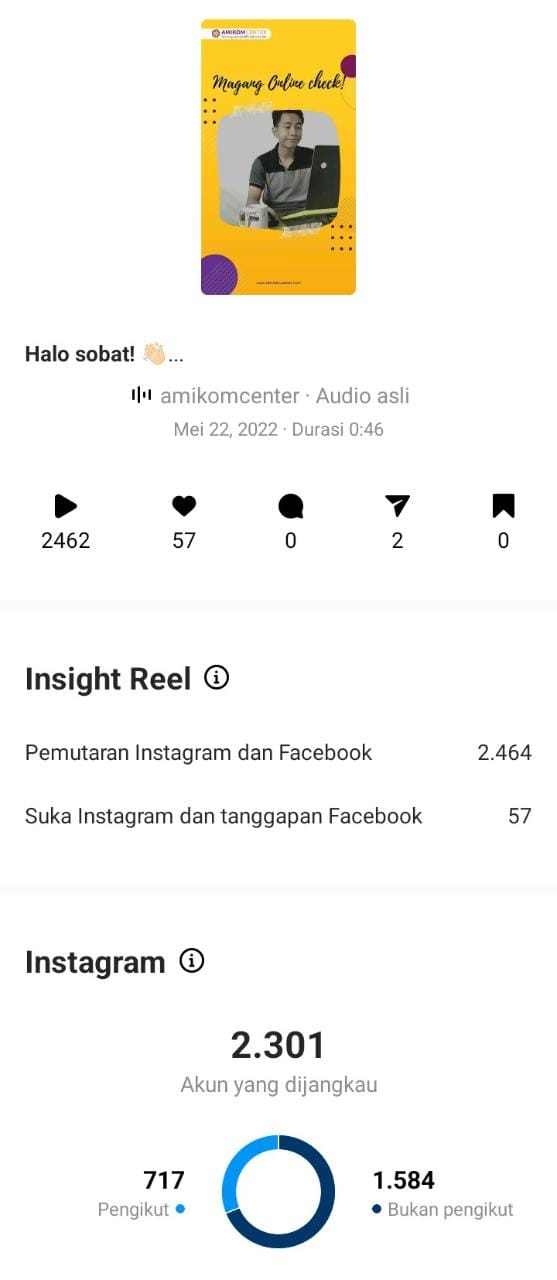 AMIKOM CENTER
Magang Online check!
Halo sobat! 👋🏻...
amikomcenter · Audio asli
Mei 22, 2022 · Durasi 0:46
2462 57 0 2 0
Insight Reel
Pemutaran Instagram dan Facebook 2.464
Suka Instagram dan tanggapan Facebook 57
Instagram
2.301
Akun yang dijangkau
717 1.584
Pengikut Bukan pengikut